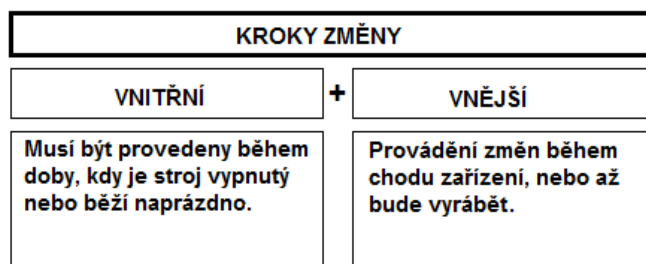 KROKY ZMĚNY
VNITŘNÍ + VNĚJŠÍ
Musí být provedeny během
doby, kdy je stroj vypnutý
nebo běží naprázdno.
Provádění změn během
chodu zařízení, nebo až
bude vyrábět.